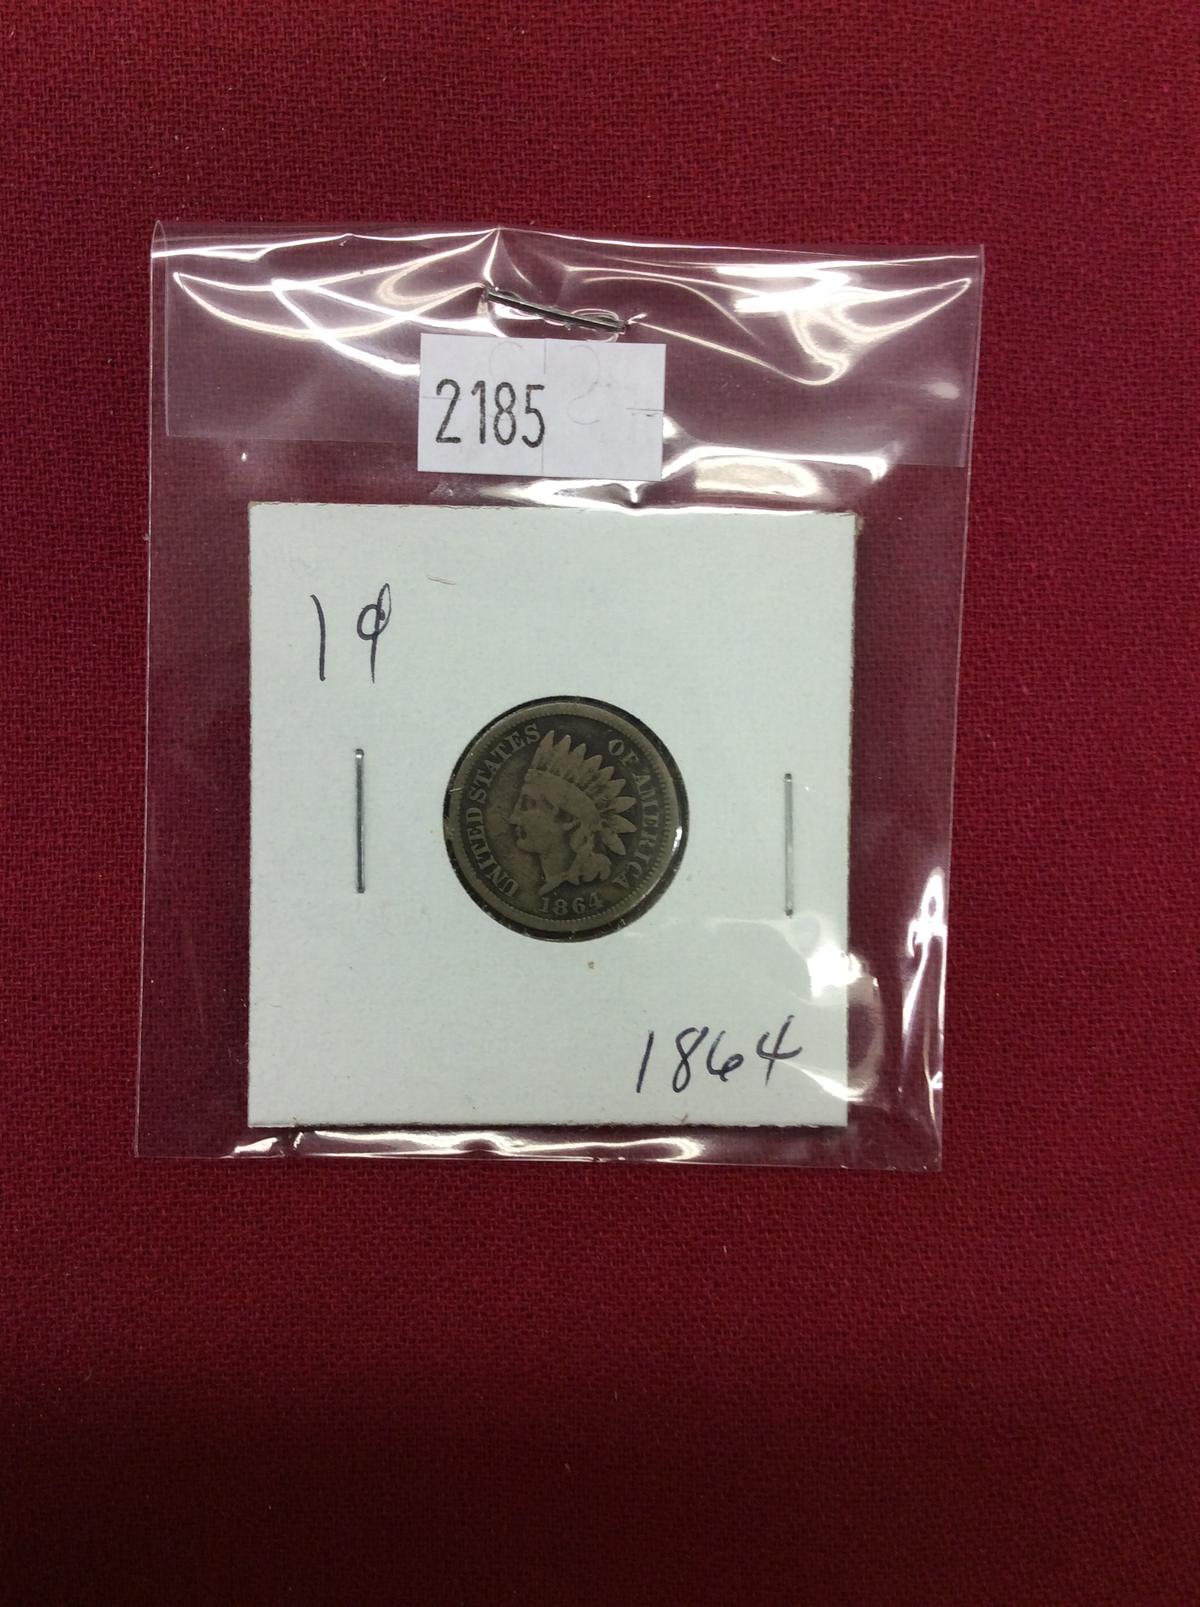 2185
1¢
UNITED STATES OF AMERICA
1864
1864